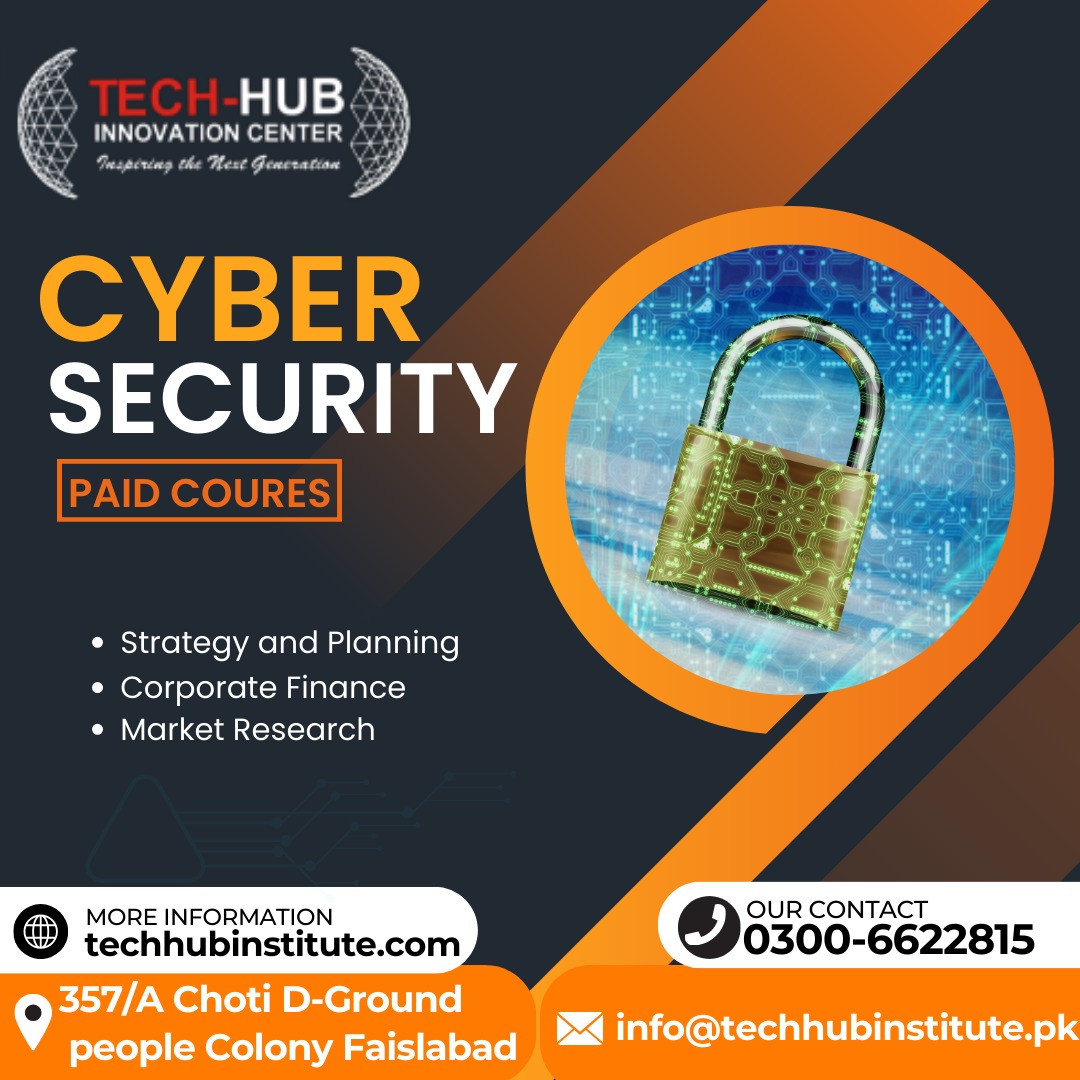 TECH-HUB
INNOVATION CENTER
Inspiring the Next Generation
CYBER
SECURITY
PAID COURES
• Strategy and Planning
• Corporate Finance
• Market Research
MORE INFORMATION
techhubinstitute.com
OUR CONTACT
0300-6622815
357/A Choti D-Ground
people Colony Faislabad
info@techhubinstitute.pk